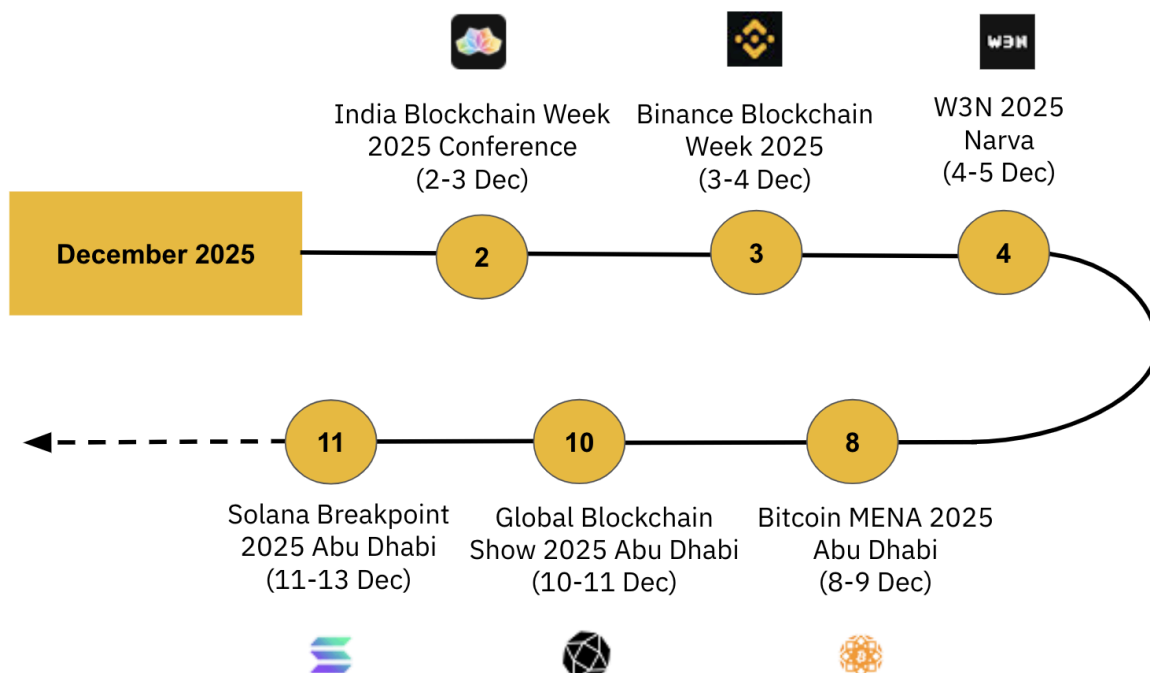 W3N
India Blockchain Week
2025 Conference
(2-3 Dec)
Binance Blockchain
Week 2025
(3-4 Dec)
W3N 2025
Narva
(4-5 Dec)
December 2025
2
3
4
11
10
8
Solana Breakpoint
2025 Abu Dhabi
(11-13 Dec)
Global Blockchain
Show 2025 Abu Dhabi
(10-11 Dec)
Bitcoin MENA 2025
Abu Dhabi
(8-9 Dec)